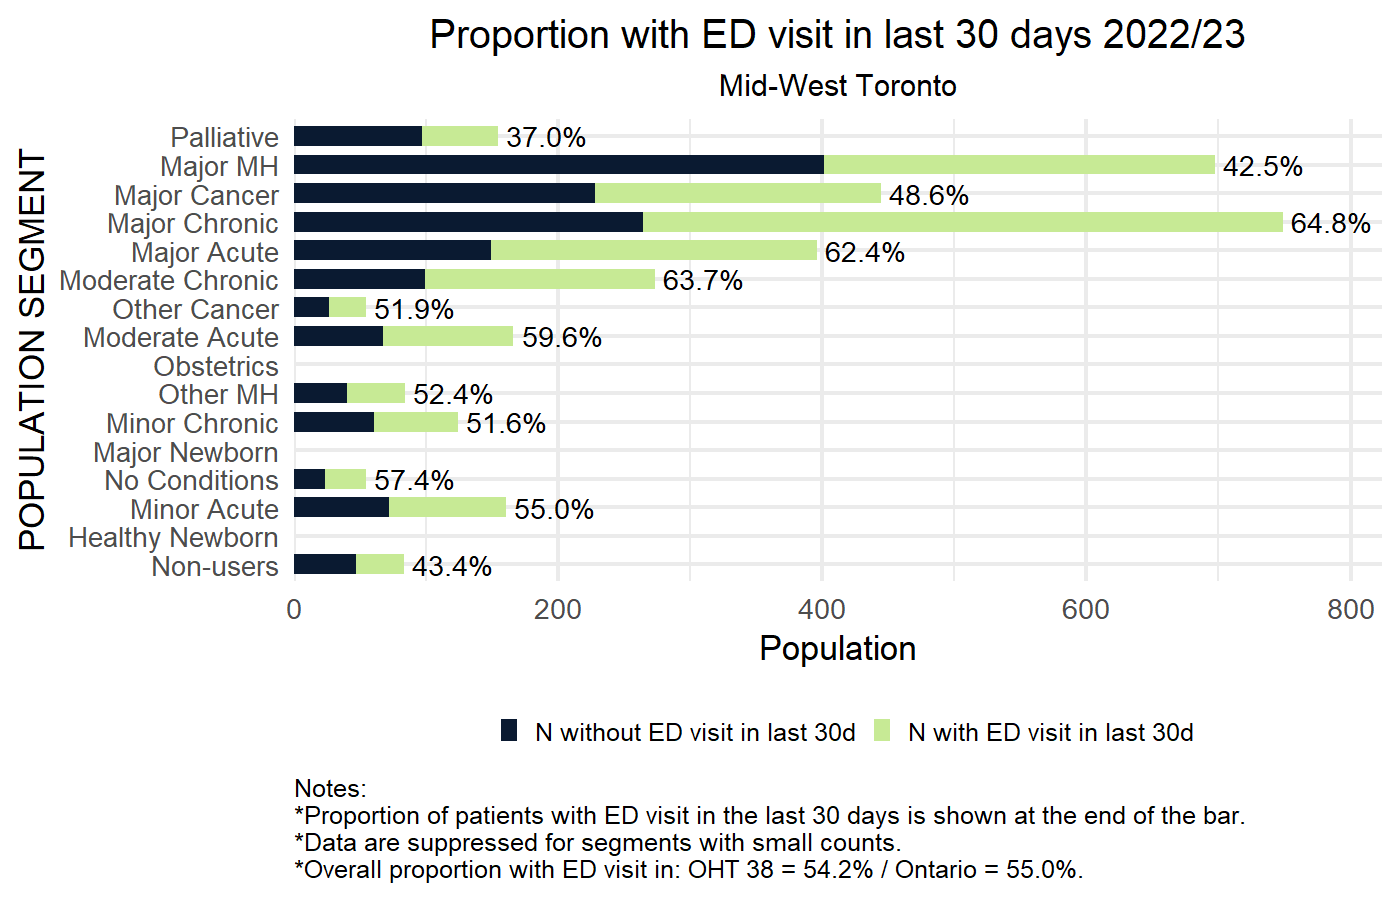 Proportion with ED visit in last 30 days 2022/23
Mid-West Toronto
POPULATION SEGMENT
Palliative 37.0%
Major MH 42.5%
Major Cancer 48.6%
Major Chronic 64.8%
Major Acute 62.4%
Moderate Chronic 63.7%
Other Cancer 51.9%
Moderate Acute 59.6%
Obstetrics
Other MH 52.4%
Minor Chronic 51.6%
Major Newborn
No Conditions 57.4%
Minor Acute 55.0%
Healthy Newborn
Non-users 43.4%
0 200 400 600 800
Population
N without ED visit in last 30d N with ED visit in last 30d
Notes:
*Proportion of patients with ED visit in the last 30 days is shown at the end of the bar.
*Data are suppressed for segments with small counts.
*Overall proportion with ED visit in: OHT 38 = 54.2% / Ontario = 55.0%.